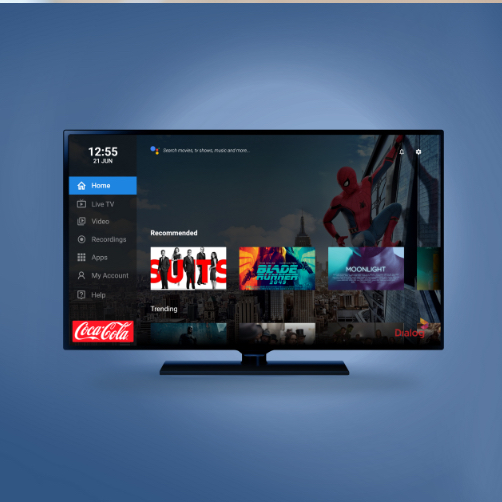 12:55
21 JUN
Search movies, tv shows, music and more...
Home
Live TV
Video
Recordings
Apps
My Account
Help
Recommended
SUITS
BLADE
RUNNER
2049
MOONLIGHT
Trending
Coca-Cola
Dialog